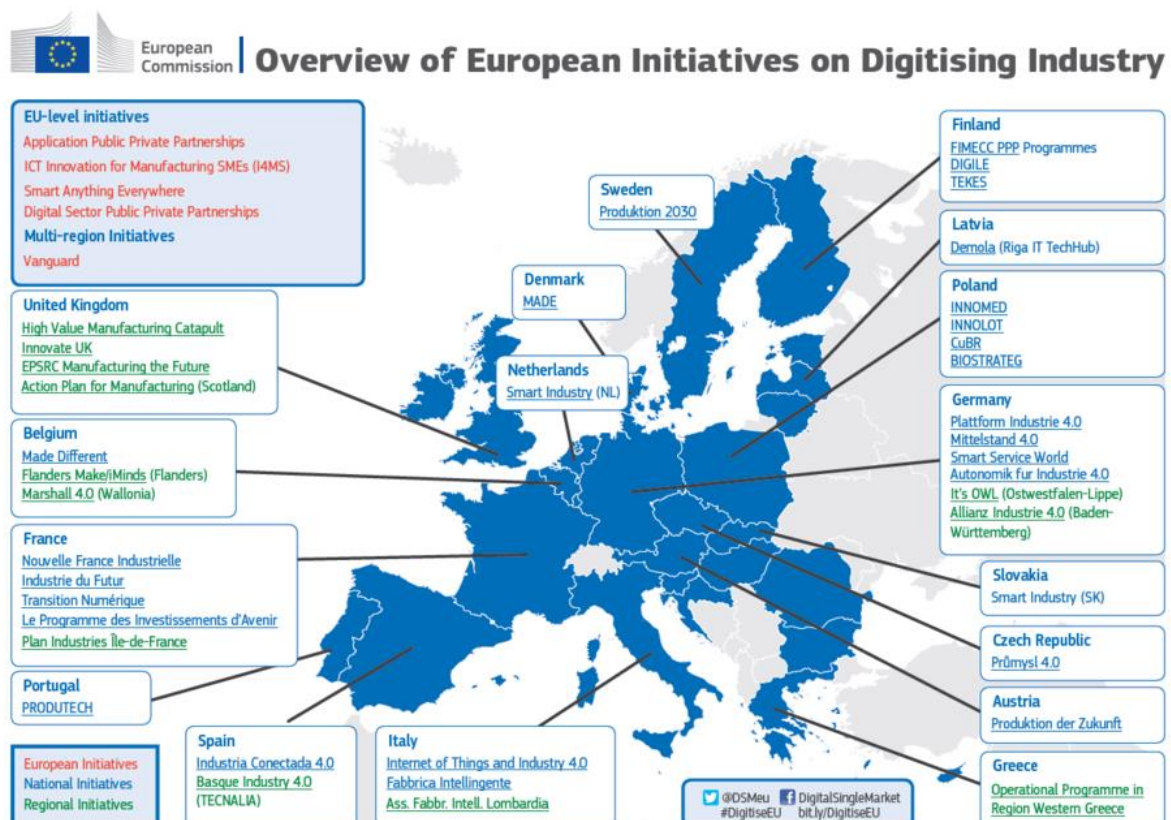 European
Commission
Overview of European Initiatives on Digitising Industry
EU-level initiatives
Application Public Private Partnerships
ICT Innovation for Manufacturing SMEs (I4MS)
Smart Anything Everywhere
Digital Sector Public Private Partnerships
Multi-region Initiatives
Vanguard
United Kingdom
High Value Manufacturing Catapult
Innovate UK
EPSRC Manufacturing the Future
Action Plan for Manufacturing (Scotland)
Belgium
Made Different
Flanders Make/iMinds (Flanders)
Marshall 4.0 (Wallonia)
France
Nouvelle France Industrielle
Industrie du Futur
Transition Numérique
Le Programme des Investissements d'Avenir
Plan Industries Île-de-France
Portugal
PRODUTECH
European Initiatives
National Initiatives
Regional Initiatives
Spain
Industria Conectada 4.0
Basque Industry 4.0
(TECNALIA)
Italy
Internet of Things and Industry 4.0
Fabbrica Intellingente
Ass. Fabbr. Intell. Lombardia
Sweden
Produktion 2030
Denmark
MADE
Netherlands
Smart Industry (NL)
Finland
FIMECC PPP Programmes
DIGILE
TEKES
Latvia
Demola (Riga IT TechHub)
Poland
INNOMED
INNOLOT
CuBR
BIOSTRATEG
Germany
Plattform Industrie 4.0
Mittelstand 4.0
Smart Service World
Autonomik fur Industrie 4.0
It's OWL (Ostwestfalen-Lippe)
Allianz Industrie 4.0 (Baden-
Württemberg)
Slovakia
Smart Industry (SK)
Czech Republic
Průmysl 4.0
Austria
Produktion der Zukunft
Greece
Operational Programme in
Region Western Greece
@DSMeu DigitalSingleMarket
#DigitiseEU bit.ly/DigitiseEU